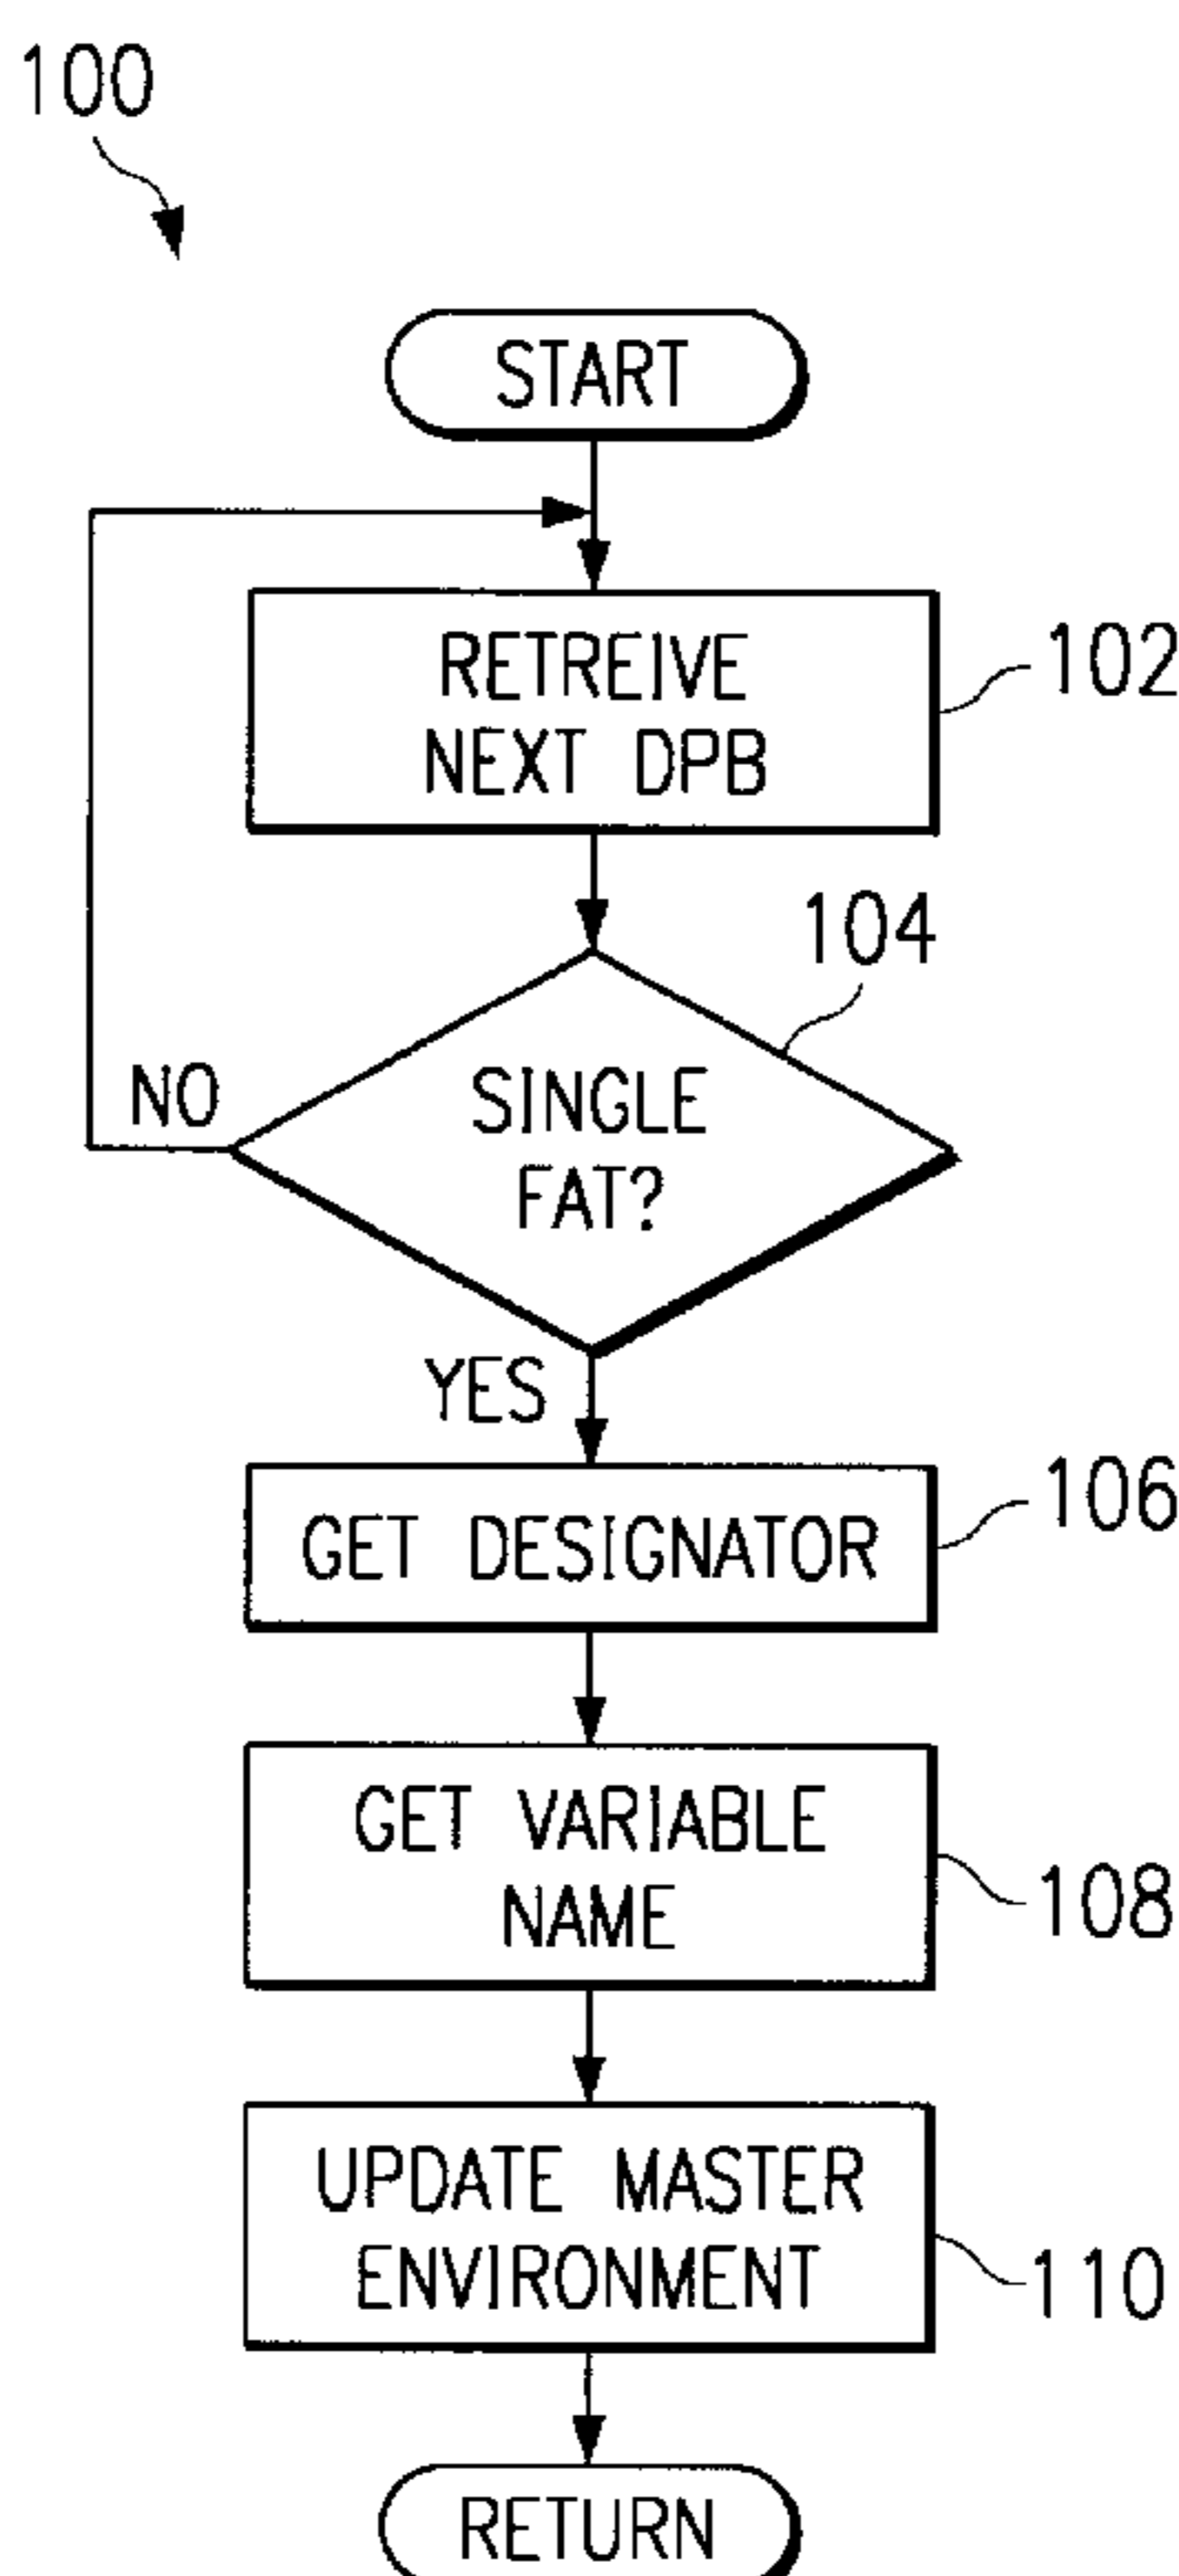 100
START
RETREIVE
NEXT DPB
102
104
NO
SINGLE
FAT?
YES
GET DESIGNATOR
106
GET VARIABLE
NAME
108
UPDATE MASTER
ENVIRONMENT
110
RETURN